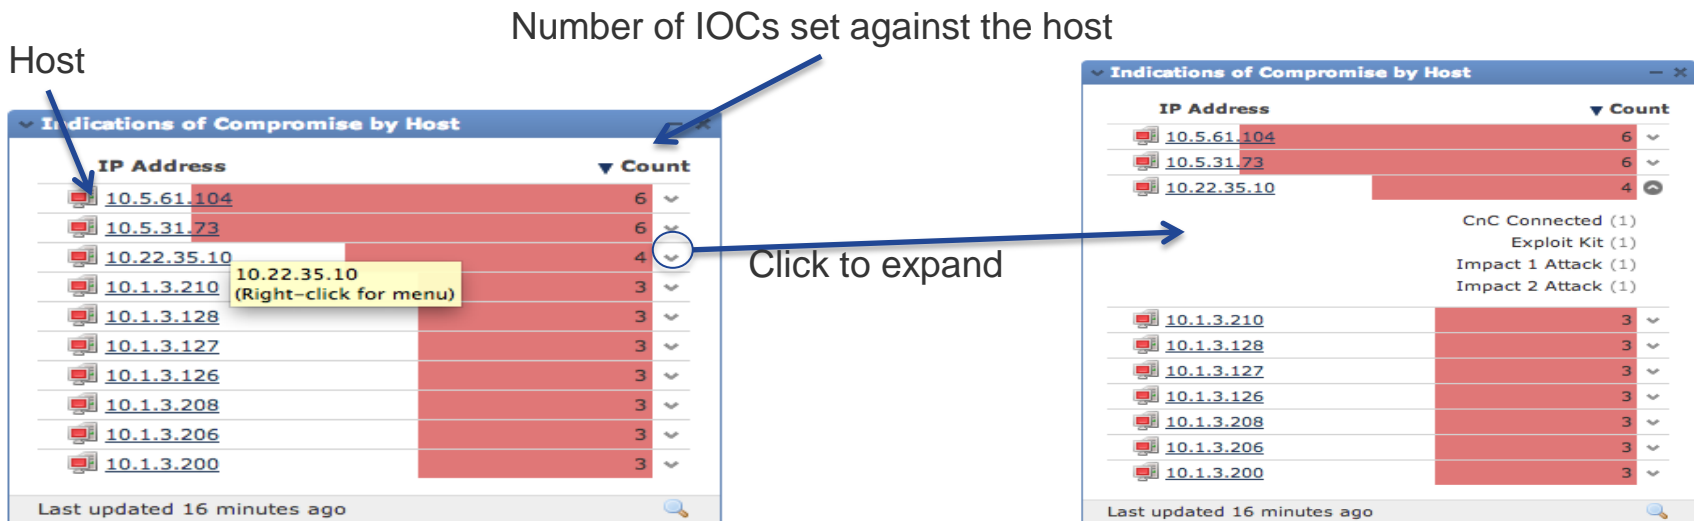 Number of IOCs set against the host
Host
Indications of Compromise by Host
IP Address Count
10.5.61.104 6
10.5.31.73 6
10.22.35.10 4
10.22.35.10
(Right-click for menu)
10.1.3.210 3
10.1.3.128 3
10.1.3.127 3
10.1.3.126 3
10.1.3.208 3
10.1.3.206 3
10.1.3.200 3
Last updated 16 minutes ago
Click to expand
Indications of Compromise by Host
IP Address Count
10.5.61.104 6
10.5.31.73 6
10.22.35.10 4
CnC Connected (1)
Exploit Kit (1)
Impact 1 Attack (1)
Impact 2 Attack (1)
10.1.3.210 3
10.1.3.128 3
10.1.3.127 3
10.1.3.126 3
10.1.3.208 3
10.1.3.206 3
10.1.3.200 3
Last updated 16 minutes ago